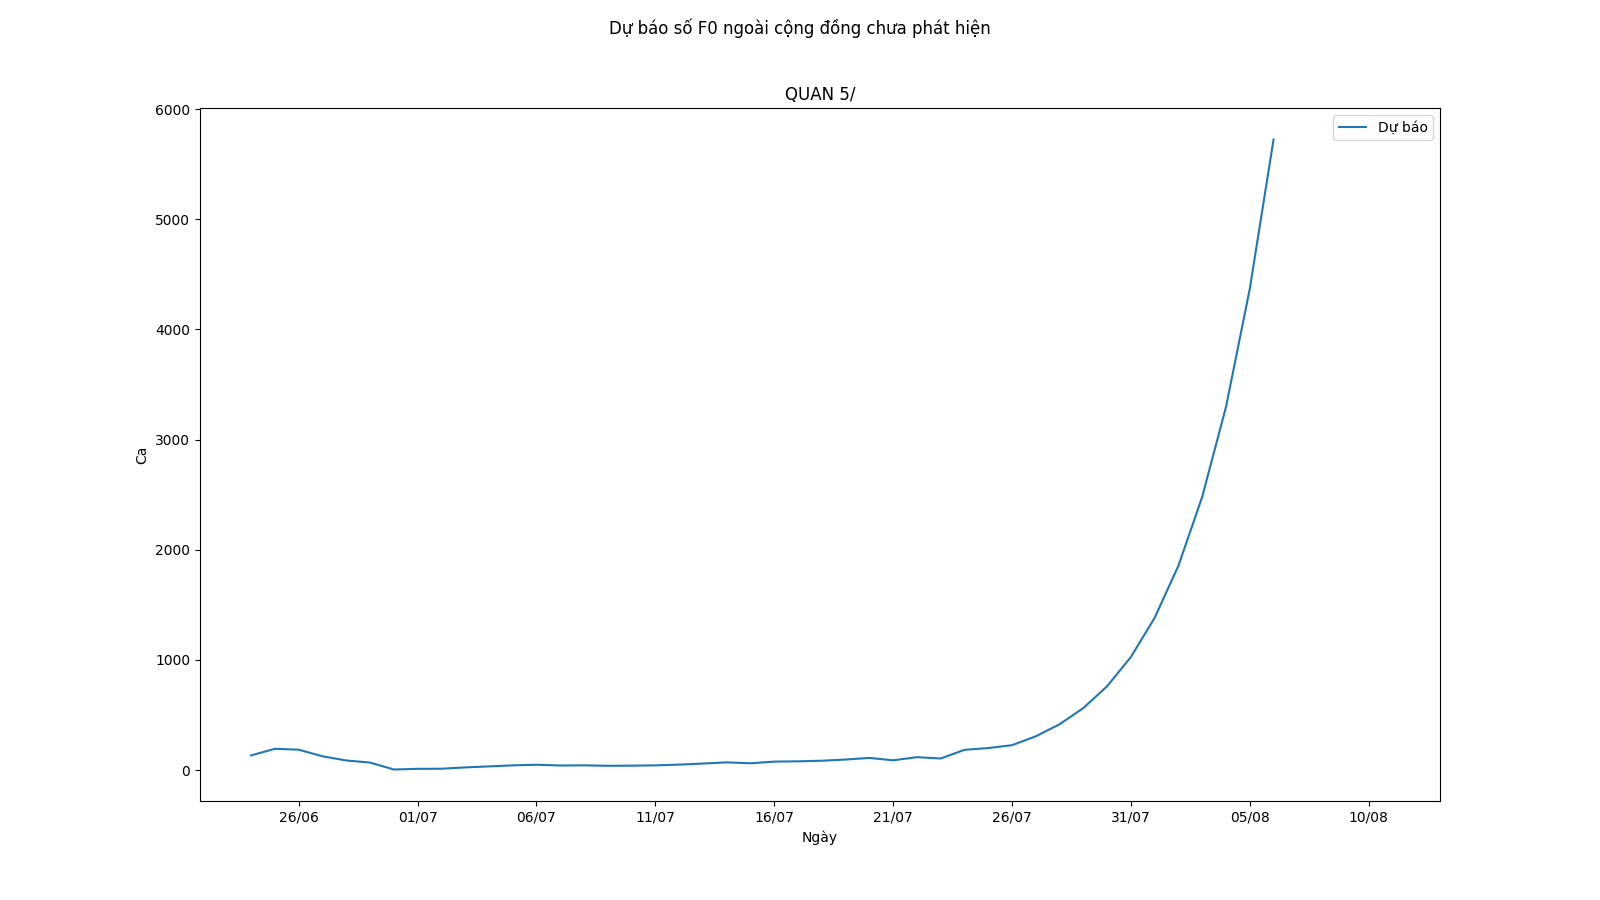 Dự báo số F0 ngoài cộng đồng chưa phát hiện
QUAN 5/
Dự báo
6000
5000
4000
3000
2000
1000
0
Ca
26/06 01/07 06/07 11/07 16/07 21/07 26/07 31/07 05/08 10/08
Ngày